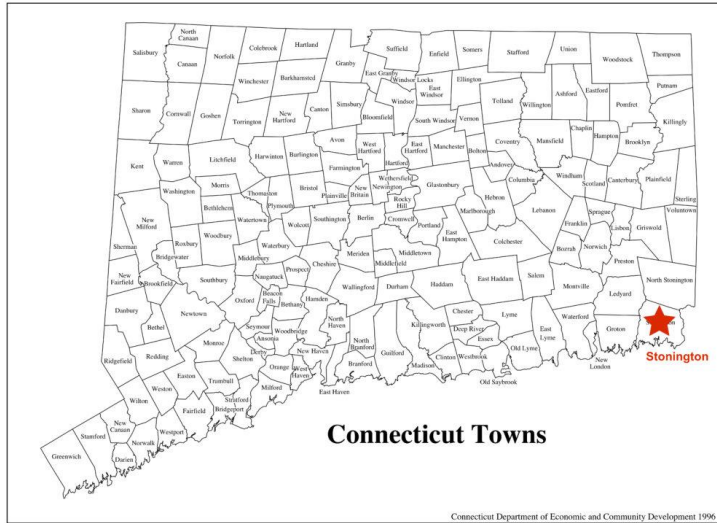 North
Canaan
Salisbury
Canaan
Norfolk
Colebrook
Hartland
Granby
Suffield
Enfield
Somers
Stafford
Union
Woodstock
Thompson
East Granby
Windsor Locks
Winchester
Barkhamsted
East
Windsor
Ellington
Putnam
Sharon
Cornwall
Goshen
Torrington
New
Hartford
Canton
Simsbury
Bloomfield
Windsor
South Windsor
Vernon
Tolland
Willington
Ashford
Eastford
Pomfret
Killingly
Avon
West
Hartford
Hartford
East
Hartford
Manchester
Bolton
Coventry
Andover
Mansfield
Chaplin
Hampton
Brooklyn
Kent
Warren
Litchfield
Harwinton
Burlington
Farmington
Wethersfield
Newington
Glastonbury
Hebron
Columbia
Windham
Scotland
Canterbury
Plainfield
Sterling
Washington
Morris
Bethlehem
Thomaston
Plymouth
Bristol
Plainville
New
Britain
Rocky
Hill
Cromwell
Marlborough
Lebanon
Sprague
Lisbon
Griswold
Voluntown
New
Milford
Watertown
Wolcott
Southington
Berlin
Portland
East
Hampton
Colchester
Franklin
Norwich
Bozrah
Preston
Sherman
Roxbury
Bridgewater
Woodbury
Waterbury
Middlebury
Cheshire
Meriden
Middlefield
Middletown
New
Fairfield
Brookfield
Southbury
Naugatuck
Prospect
Wallingford
Durham
Haddam
East Haddam
Salem
Montville
Ledyard
North Stonington
Danbury
Bethel
Newtown
Oxford
Beacon
Falls
Bethany
Hamden
Seymour
Woodbridge
Ansonia
Derby
North
Haven
North
Branford
Guilford
Killingworth
Chester
Deep River
Essex
Lyme
East
Lyme
Waterford
Groton
Stonington
Ridgefield
Redding
Monroe
Shelton
New Haven
Orange
West
Haven
Branford
Madison
Clinton
Westbrook
Old Lyme
New
London
Easton
Trumbull
Milford
East Haven
Old Saybrook
Wilton
Weston
Fairfield
Stratford
Bridgeport
New
Canaan
Westport
Norwalk
Darien
Stamford
Greenwich
Connecticut Towns
Connecticut Department of Economic and Community Development 1996